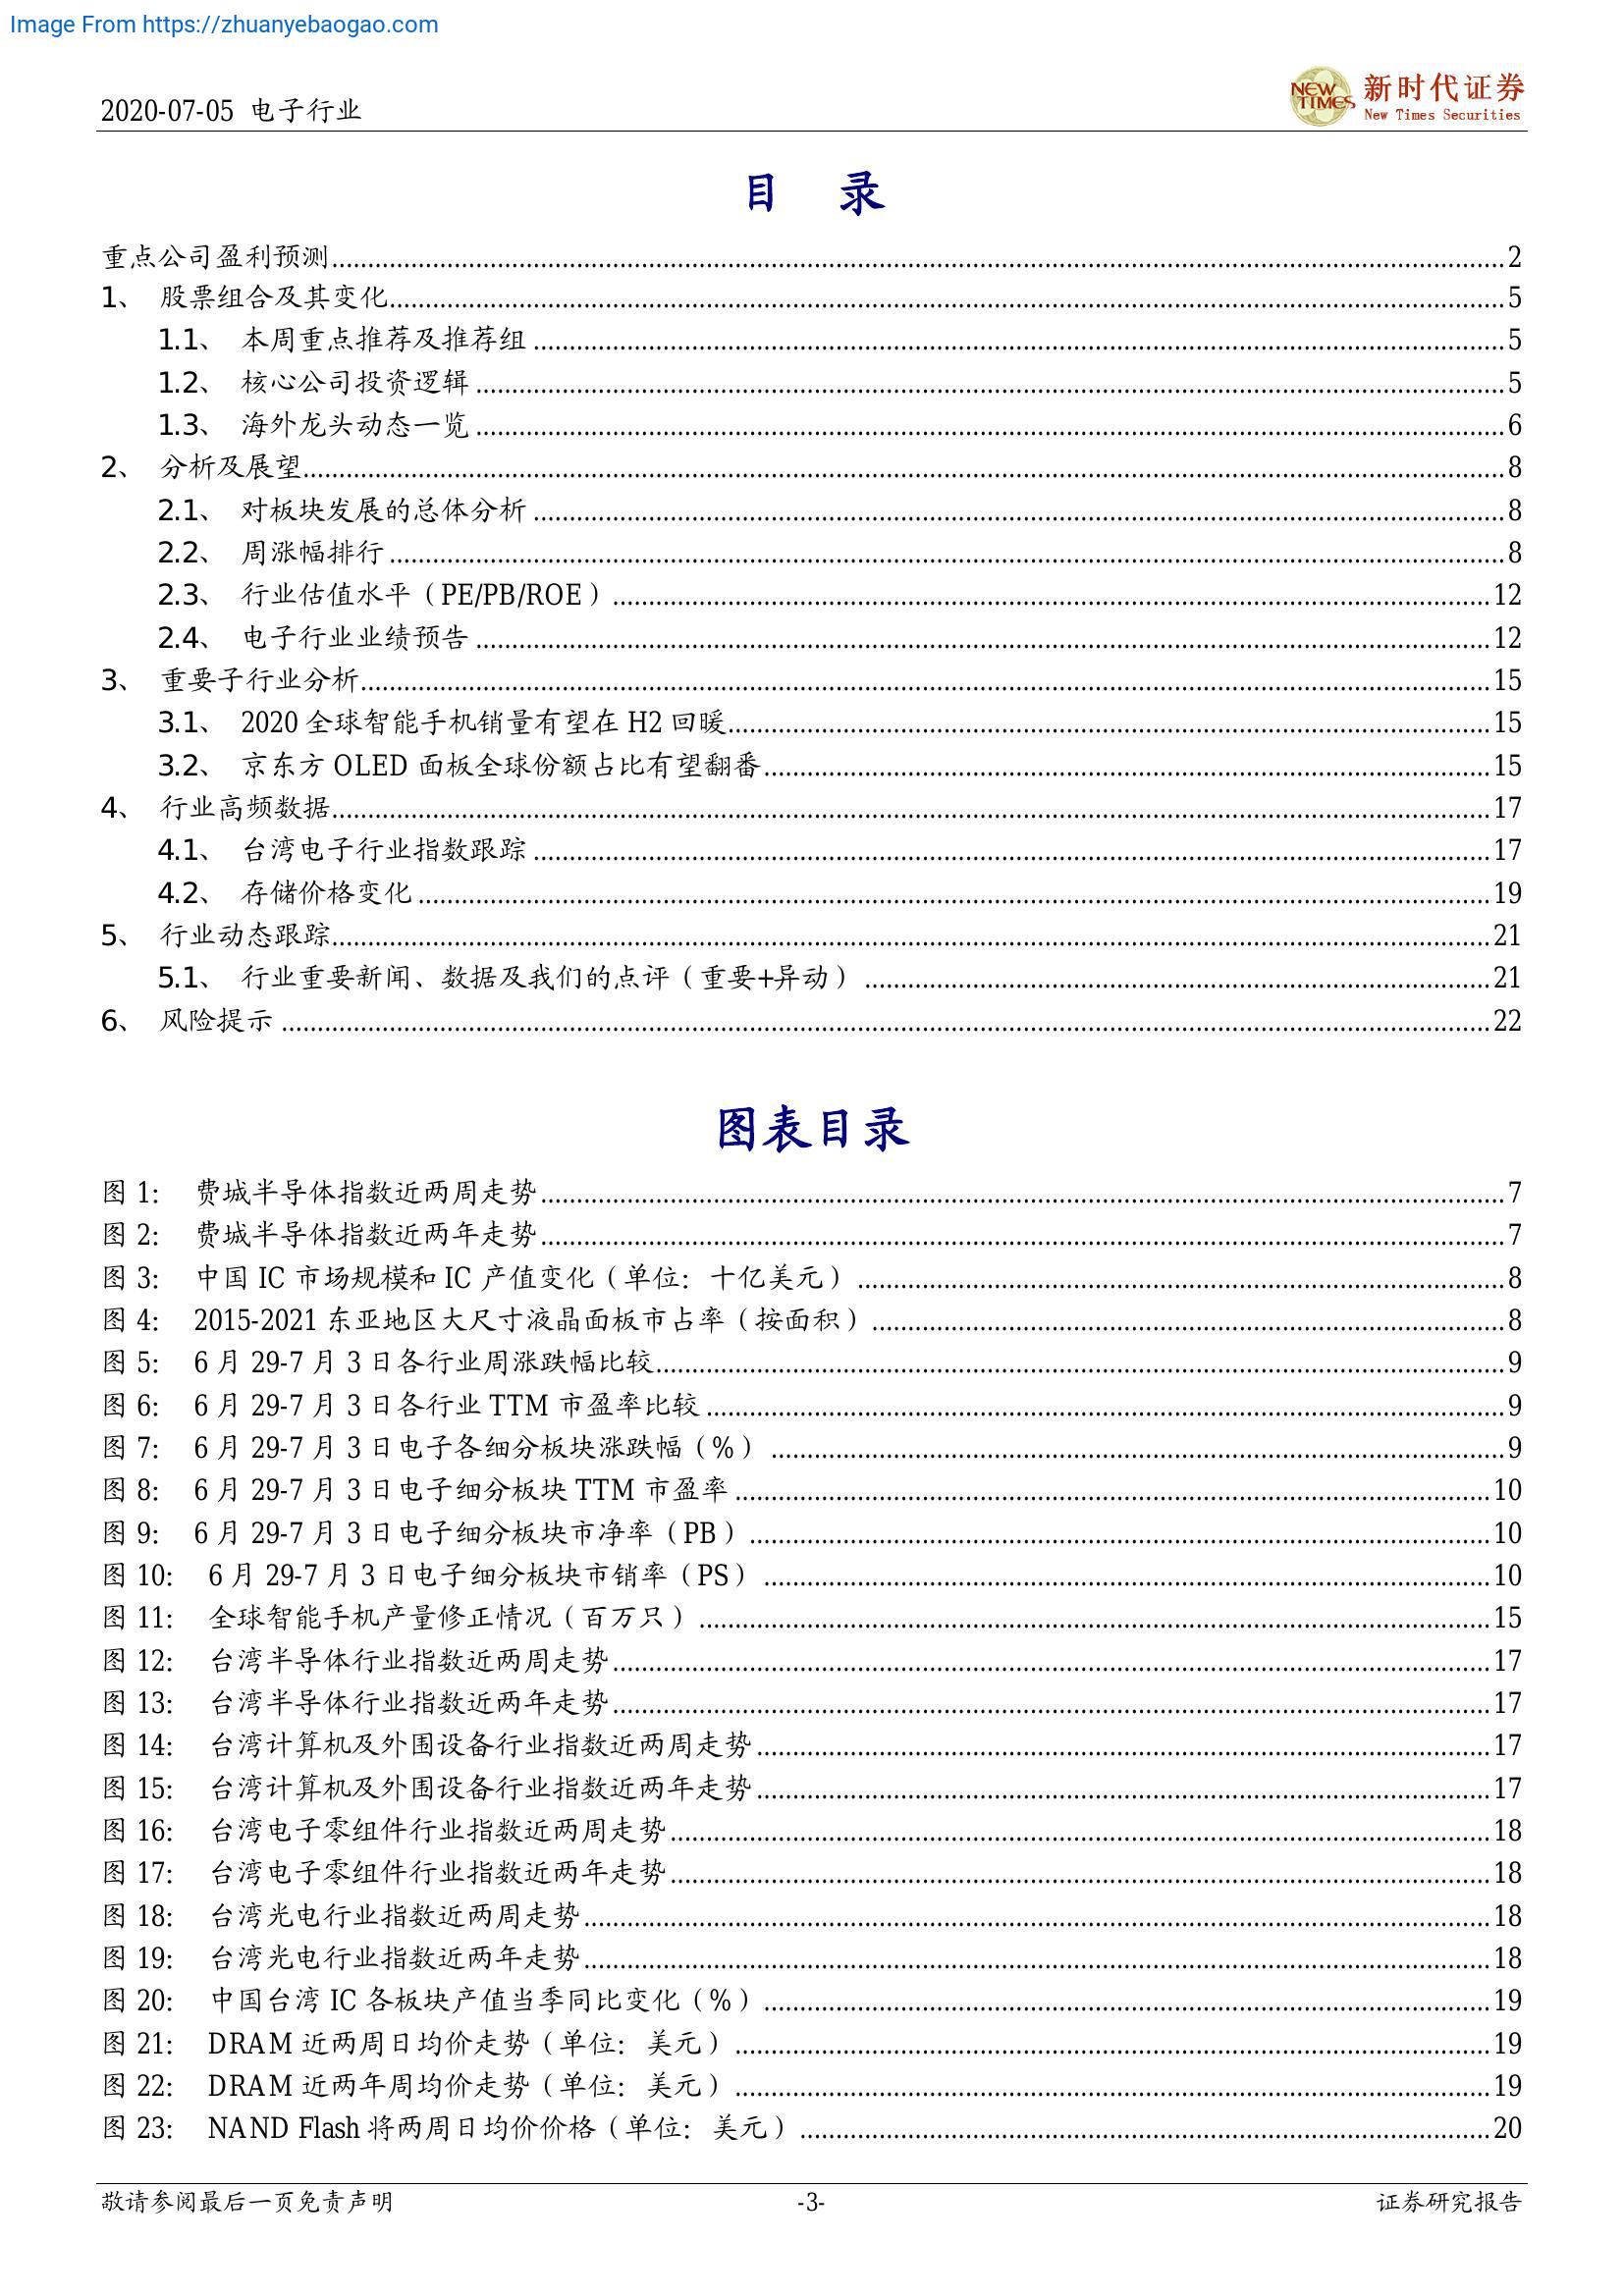 Image From https://zhuanyebaogao.com
2020-07-05 电子行业
NEW TIMES 新时代证券
New Times Securities
目 录
重点公司盈利预测 2
1、 股票组合及其变化 5
1.1、 本周重点推荐及推荐组 5
1.2、 核心公司投资逻辑 5
1.3、 海外龙头动态一览 6
2、 分析及展望 8
2.1、 对板块发展的总体分析 8
2.2、 周涨幅排行 8
2.3、 行业估值水平（PE/PB/ROE） 12
2.4、 电子行业业绩预告 12
3、 重要子行业分析 15
3.1、 2020 全球智能手机销量有望在 H2 回暖 15
3.2、 京东方 OLED 面板全球份额占比有望翻番 15
4、 行业高频数据 17
4.1、 台湾电子行业指数跟踪 17
4.2、 存储价格变化 19
5、 行业动态跟踪 21
5.1、 行业重要新闻、数据及我们的点评（重要+异动） 21
6、 风险提示 22
图表目录
图 1: 费城半导体指数近两周走势 7
图 2: 费城半导体指数近两年走势 7
图 3: 中国 IC 市场规模和 IC 产值变化（单位：十亿美元） 8
图 4: 2015-2021 东亚地区大尺寸液晶面板市占率（按面积） 8
图 5: 6 月 29-7 月 3 日各行业周涨跌幅比较 9
图 6: 6 月 29-7 月 3 日各行业 TTM 市盈率比较 9
图 7: 6 月 29-7 月 3 日电子各细分板块涨跌幅（%） 9
图 8: 6 月 29-7 月 3 日电子细分板块 TTM 市盈率 10
图 9: 6 月 29-7 月 3 日电子细分板块市净率（PB） 10
图 10: 6 月 29-7 月 3 日电子细分板块市销率（PS） 10
图 11: 全球智能手机产量修正情况（百万只） 15
图 12: 台湾半导体行业指数近两周走势 17
图 13: 台湾半导体行业指数近两年走势 17
图 14: 台湾计算机及外围设备行业指数近两周走势 17
图 15: 台湾计算机及外围设备行业指数近两年走势 17
图 16: 台湾电子零组件行业指数近两周走势 18
图 17: 台湾电子零组件行业指数近两年走势 18
图 18: 台湾光电行业指数近两周走势 18
图 19: 台湾光电行业指数近两年走势 18
图 20: 中国台湾 IC 各板块产值当季同比变化（%） 19
图 21: DRAM 近两周日均价走势（单位：美元） 19
图 22: DRAM 近两年周均价走势（单位：美元） 19
图 23: NAND Flash 将两周日均价价格（单位：美元） 20
敬请参阅最后一页免责声明 -3- 证券研究报告